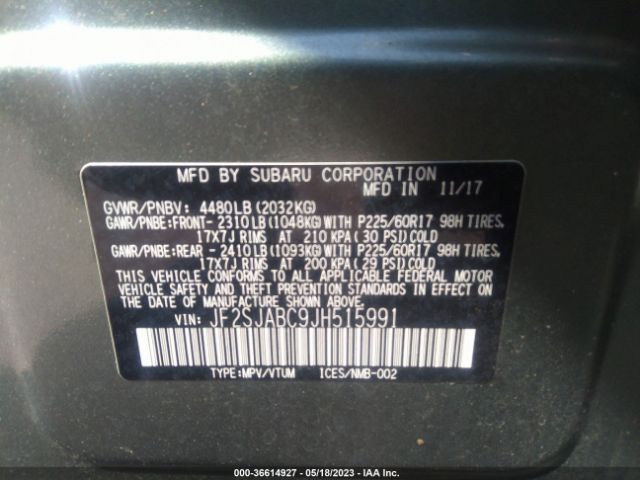 MFD BY SUBARU CORPORATION
MFD IN 11/17
GVWR/PNBV: 4480LB (2032KG)
GAWR/PNBE:FRONT- 2310LB (1048KG) WITH P225/60R17 98H TIRES,
17X7J RIMS AT 210 KPA (30 PSI)COLD
GAWR/PNBE:REAR - 2410LB (1093KG) WITH P225/60R17 98H TIRES,
17X7J RIMS AT 200 KPA (29 PSI)COLD
THIS VEHICLE CONFORMS TO ALL APPLICABLE FEDERAL MOTOR
VEHICLE SAFETY AND THEFT PREVENTION STANDARDS IN EFFECT
ON THE DATE OF MANUFACTURE SHOWN ABOVE.
VIN: JF2SJABC9JH515991
TYPE:MPV/VTUM ICES/NMB-002
000-36614927 - 05/18/2023 - IAA Inc.